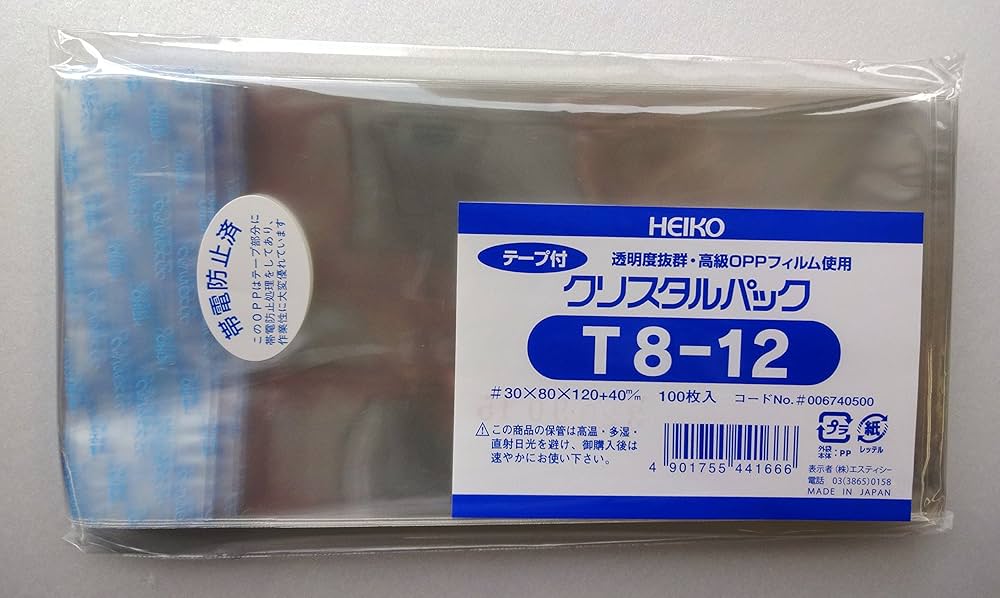 帯電防止済
このOPPはテープ部分に
帯電防止処理をしてあり、
作業性に大変優れています
HEIKO
テープ付
透明度抜群・高級OPPフィルム使用
クリスタルパック
T8-12
#30×80×120+40m/m 100枚入 コードNo.#006740500
⚠この商品の保管は高温・多湿・
直射日光を避け、御購入後は
速やかにお使い下さい。
4 901755 441666
プラ
外袋
本体:PP
紙
レッテル
表示者(株)エスティシー
電話 03(3865)0158
MADE IN JAPAN